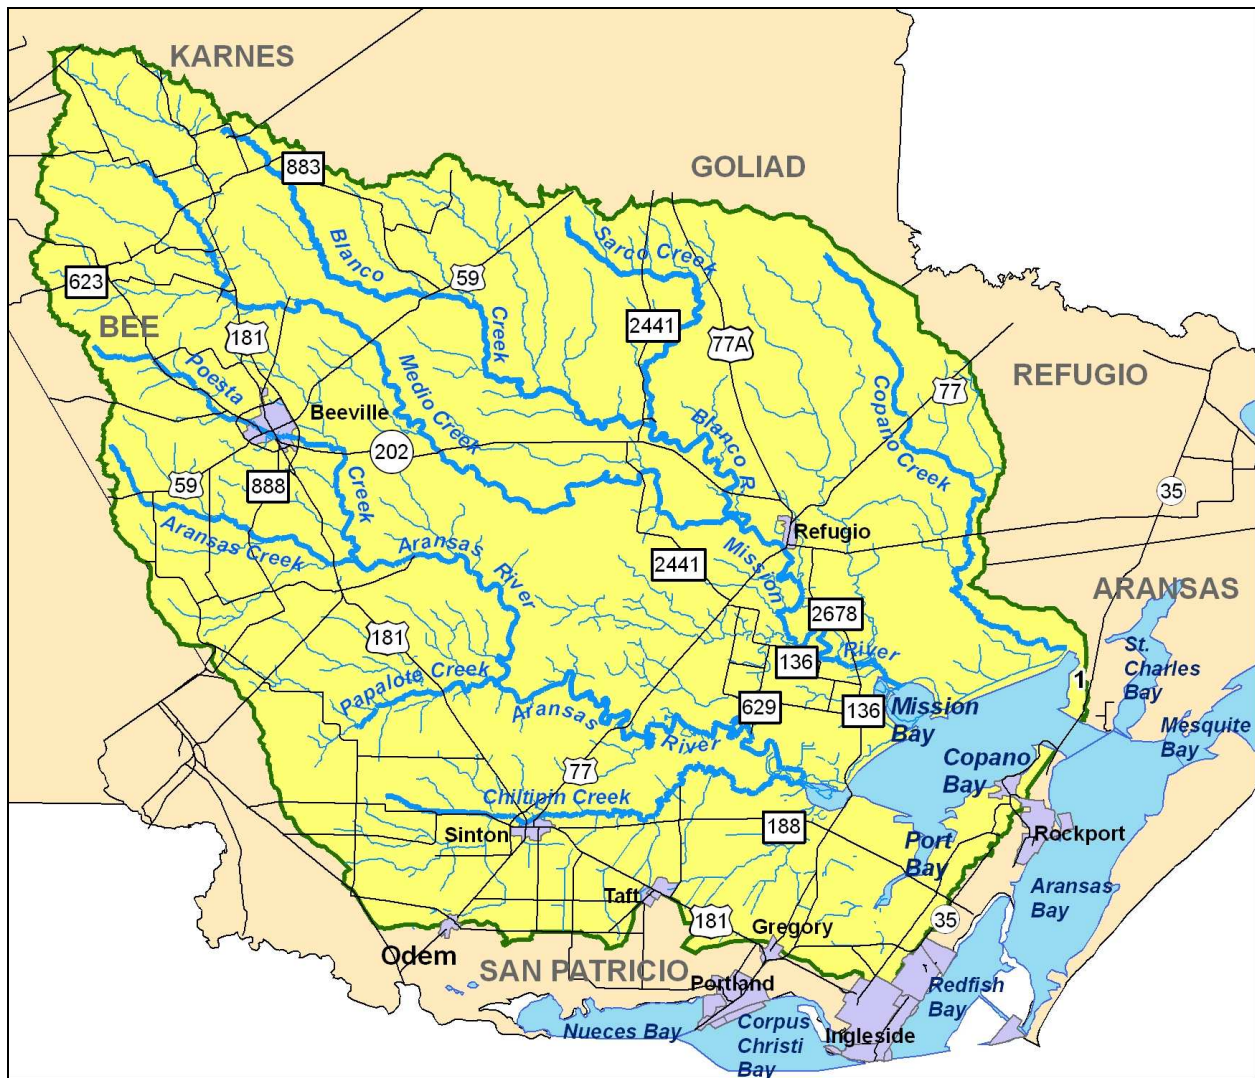 KARNES
883
GOLIAD
Blanco
Sarco Creek
59
623
BEE
181
2441
77A
Creek
REFUGIO
Poesta
Medio Creek
Copano Creek
77
Beeville
202
Blanco R.
59
888
Creek
35
Aransas Creek
Aransas
River
Refugio
Mission
2441
ARANSAS
2678
181
River
136
St.
Charles
Bay
Papalote Creek
1
629
136
Mission
Bay
Aransas
River
Mesquite
Bay
Copano
Bay
77
Chiltipin Creek
Sinton
188
Port
Bay
Rockport
Taft
Aransas
Bay
181
Gregory
35
Odem
SAN PATRICIO
Portland
Redfish
Bay
Nueces Bay
Corpus
Christi
Bay
Ingleside